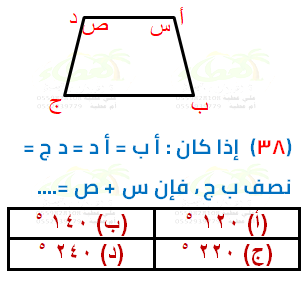 د أ
ص س
ج ب
(٣٨) إذا كان : أ ب = أ د = د ج =
نصف ب ج ، فإن س + ص =....
(أ) ١٢٠ ° (ب) ١٤٠ °
(ج) ٢٢٠ ° (د) ٢٤٠ °